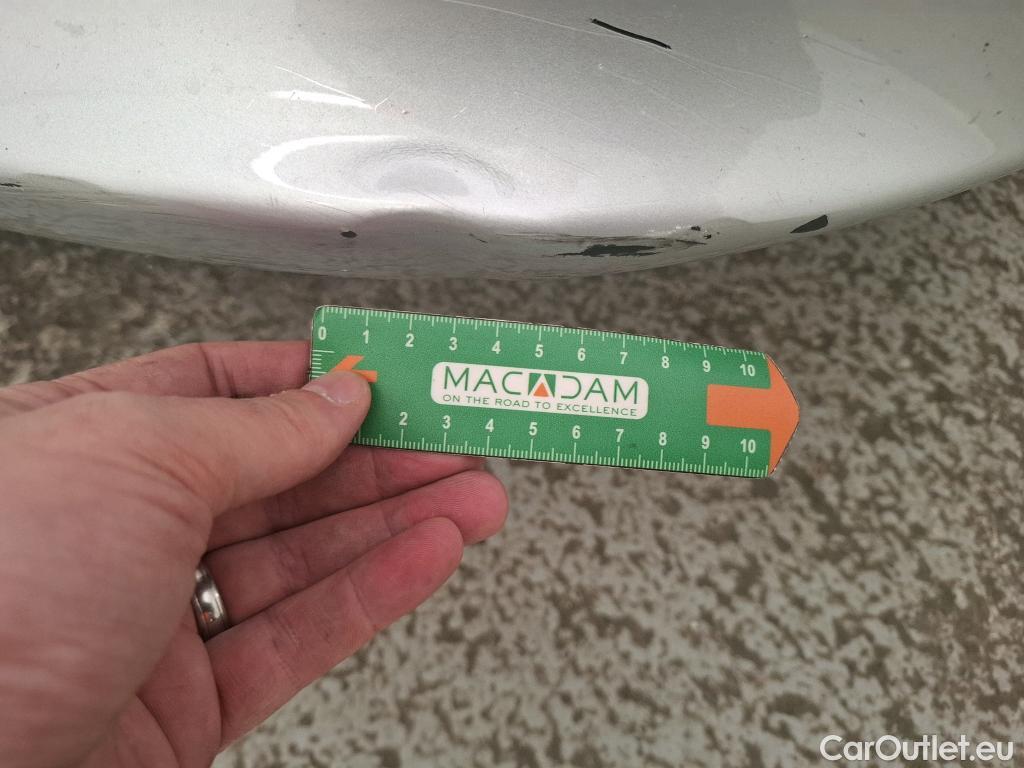 0 1 2 3 4 5 6 7 8 9 10
MACADAM
ON THE ROAD TO EXCELLENCE
2 3 4 5 6 7 8 9 10
CarOutlet.eu